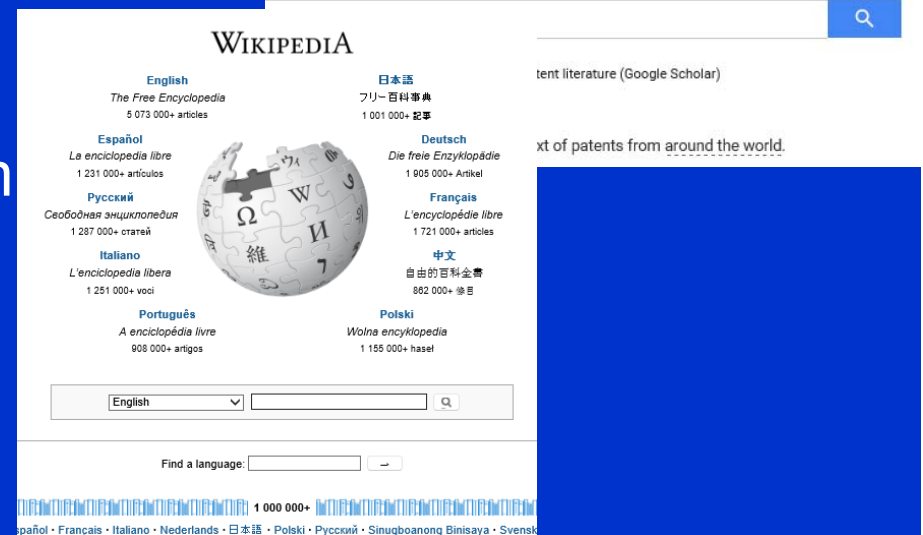 WIKIPEDIA
English
The Free Encyclopedia
5 073 000+ articles
日本語
フリー百科事典
1 001 000+ 記事
Español
La enciclopedia libre
1 231 000+ artículos
Deutsch
Die freie Enzyklopädie
1 905 000+ Artikel
Русский
Свободная энциклопедия
1 287 000+ статей
Français
L'encyclopédie libre
1 721 000+ articles
Italiano
L'enciclopedia libera
1 251 000+ voci
中文
自由的百科全書
862 000+ 條目
Português
A enciclopédia livre
908 000+ artigos
Polski
Wolna encyklopedia
1 155 000+ haseł
Ω W И 維 ウィ 7
tent literature (Google Scholar)
xt of patents from around the world.
n
English
Find a language:
1 000 000+
spañol · Français · Italiano · Nederlands · 日本語 · Polski · Русский · Sinugboanong Binisaya · Svensk